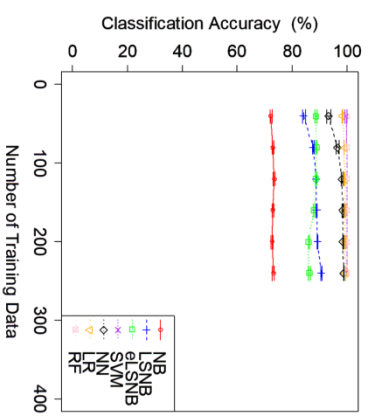 Classification Accuracy (%)
0 20 40 60 80 100
Number of Training Data
0 100 200 300 400
NB
LSNB
eLSNB
SVM
NN
LR
RF